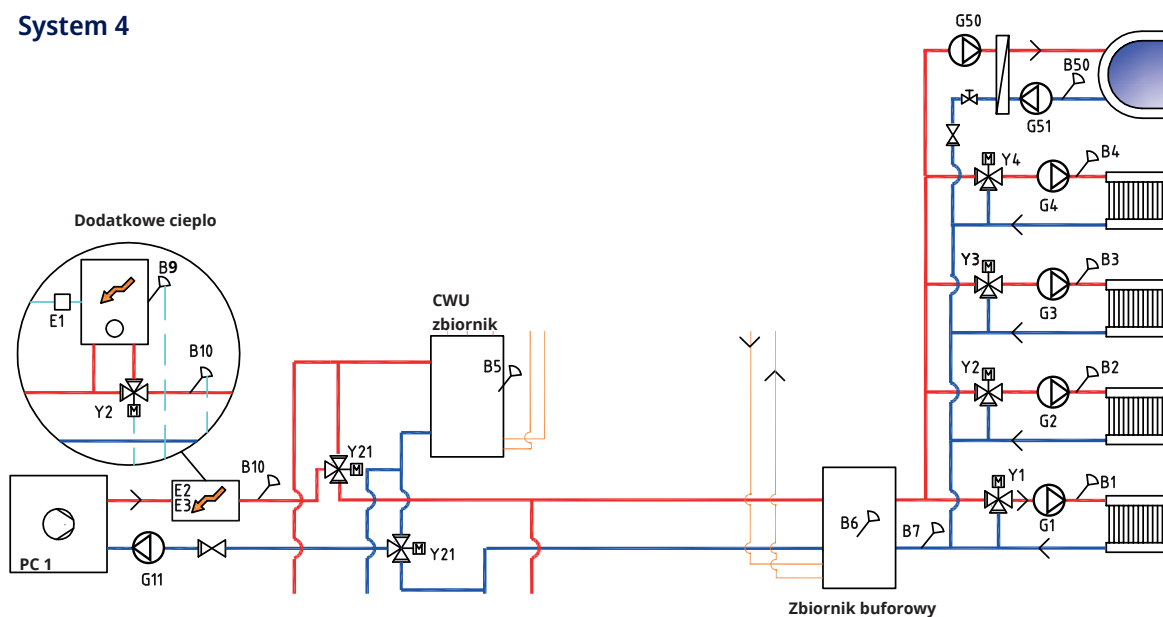 System 4
G50
B50
G51
Y4
B4
G4
Dodatkowe cieplo
B9
E1
B10
Y2
M
Y3
M
B3
G3
CWU
zbiornik
B5
Y2
M
B2
G2
M
Y21
M
B10
E2
E3
PC 1
G11
M
Y21
B6
B7
Y1
M
B1
G1
Zbiornik buforowy